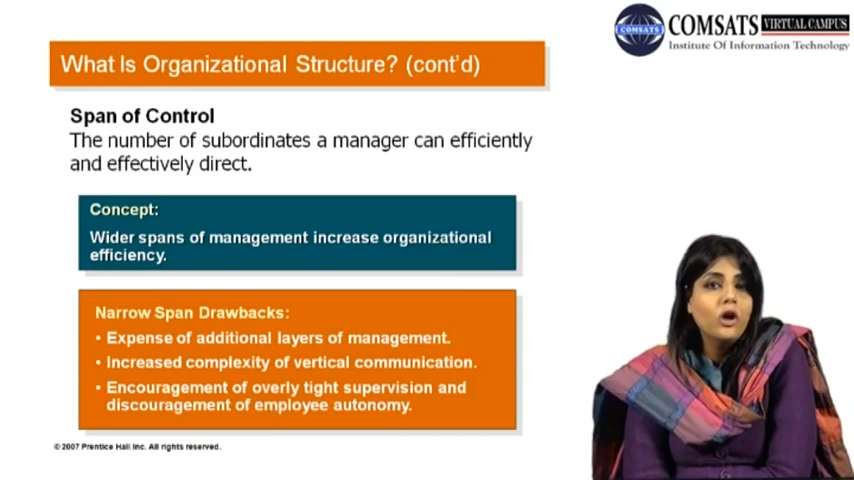 COMSATS VIRTUAL CAMPUS
Institute Of Information Technology
What Is Organizational Structure? (cont'd)
Span of Control
The number of subordinates a manager can efficiently
and effectively direct.
Concept:
Wider spans of management increase organizational
efficiency.
Narrow Span Drawbacks:
• Expense of additional layers of management.
• Increased complexity of vertical communication.
• Encouragement of overly tight supervision and
discouragement of employee autonomy.
© 2007 Prentice Hall Inc. All rights reserved.